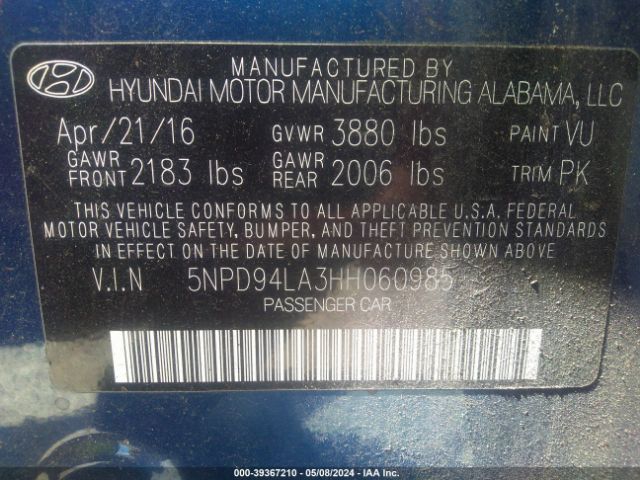 MANUFACTURED BY
HYUNDAI MOTOR MANUFACTURING ALABAMA, LLC
Apr/21/16 GVWR 3880 lbs PAINT VU
GAWR FRONT 2183 lbs GAWR REAR 2006 lbs TRIM PK
THIS VEHICLE CONFORMS TO ALL APPLICABLE U.S.A. FEDERAL
MOTOR VEHICLE SAFETY, BUMPER, AND THEFT PREVENTION STANDARDS
IN EFFECT ON THE DATE OF MANUFACTURE SHOWN ABOVE
V.I.N 5NPD94LA3HH060985
PASSENGER CAR
000-39367210 - 05/08/2024 - IAA Inc.